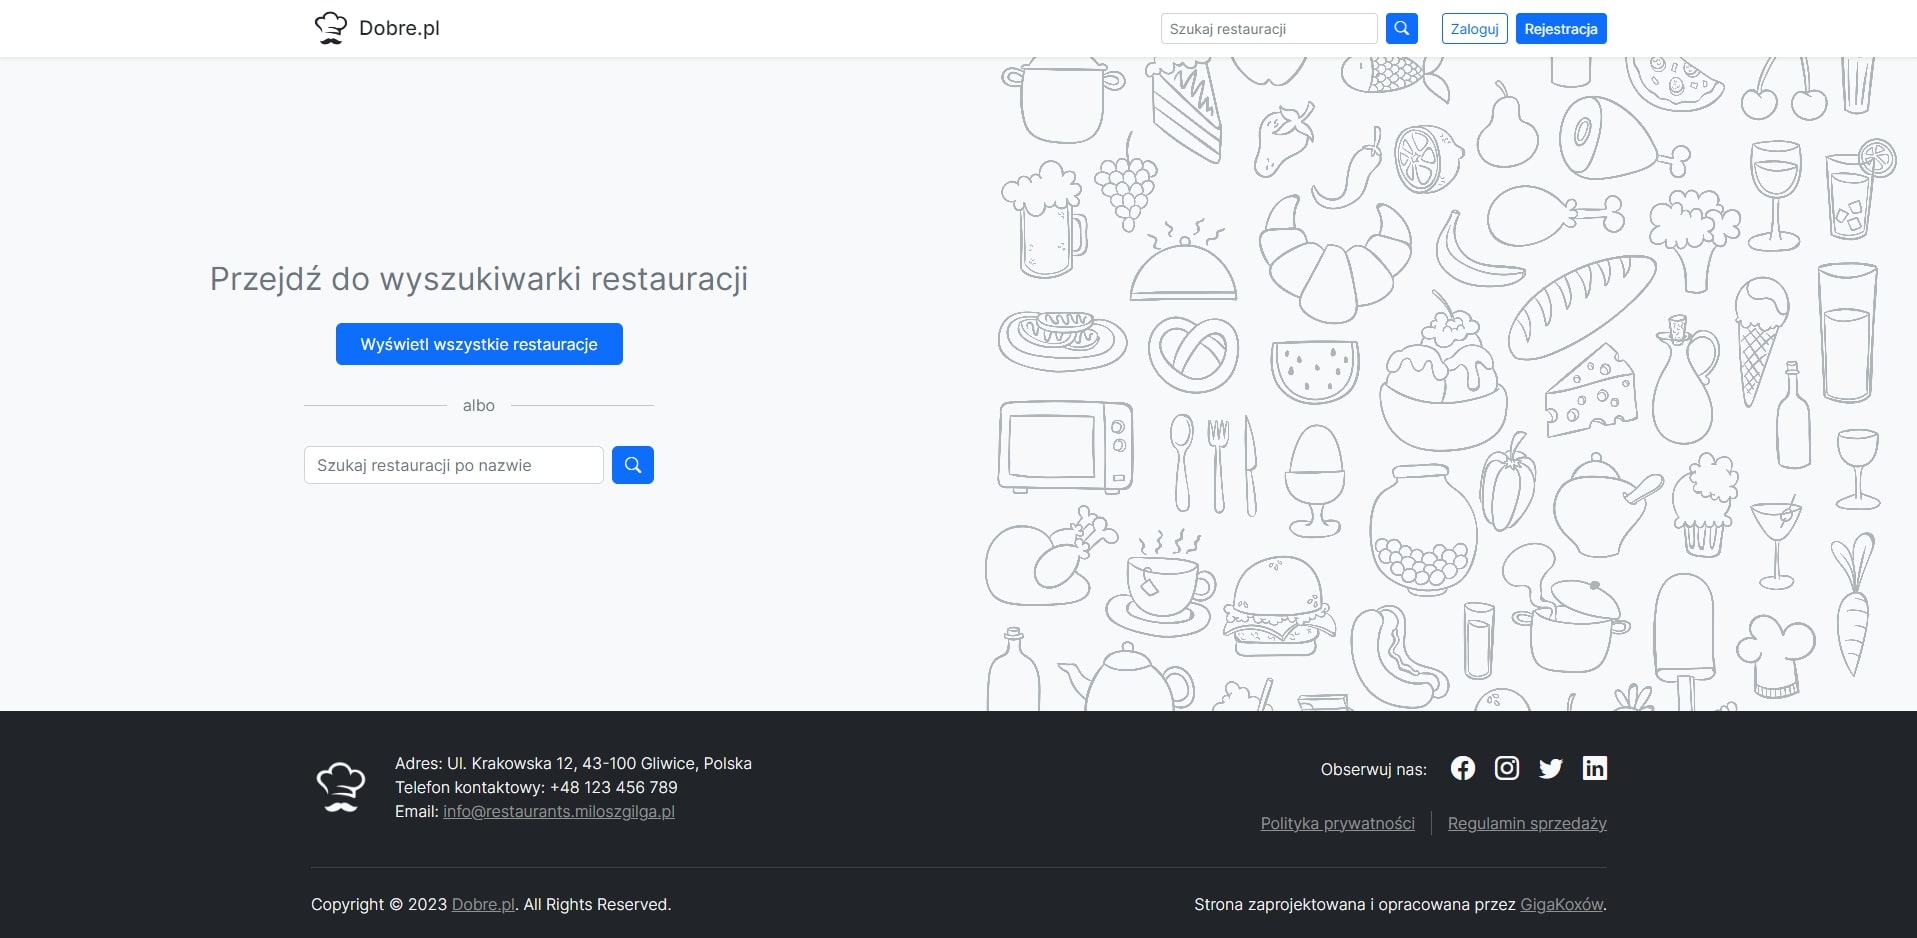 Dobre.pl
Szukaj restauracji
Zaloguj
Rejestracja
Przejdź do wyszukiwarki restauracji
Wyświetl wszystkie restauracje
albo
Szukaj restauracji po nazwie
Adres: Ul. Krakowska 12, 43-100 Gliwice, Polska
Telefon kontaktowy: +48 123 456 789
Email: info@restaurants.miloszgilga.pl
Obserwuj nas:
Polityka prywatności
Regulamin sprzedaży
Copyright © 2023 Dobre.pl. All Rights Reserved.
Strona zaprojektowana i opracowana przez GigaKoxów.